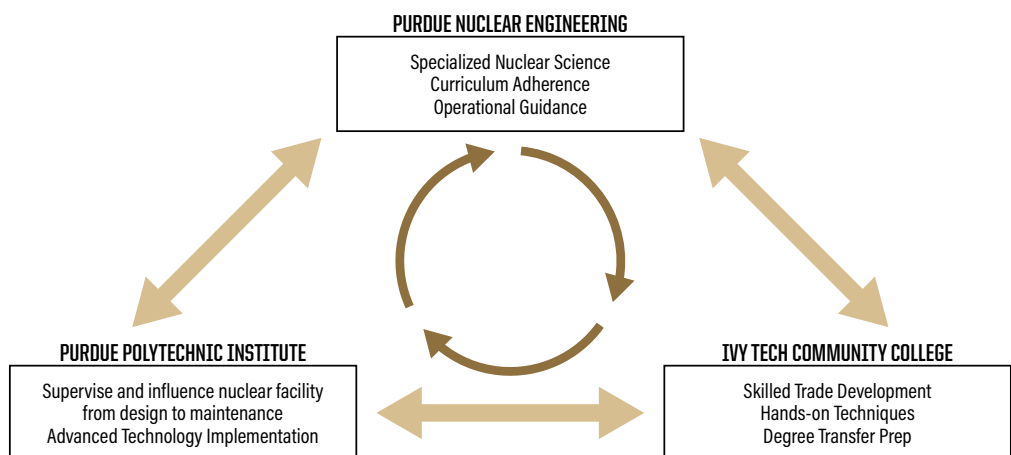 PURDUE NUCLEAR ENGINEERING
Specialized Nuclear Science
Curriculum Adherence
Operational Guidance
PURDUE POLYTECHNIC INSTITUTE
Supervise and influence nuclear facility
from design to maintenance
Advanced Technology Implementation
IVY TECH COMMUNITY COLLEGE
Skilled Trade Development
Hands-on Techniques
Degree Transfer Prep